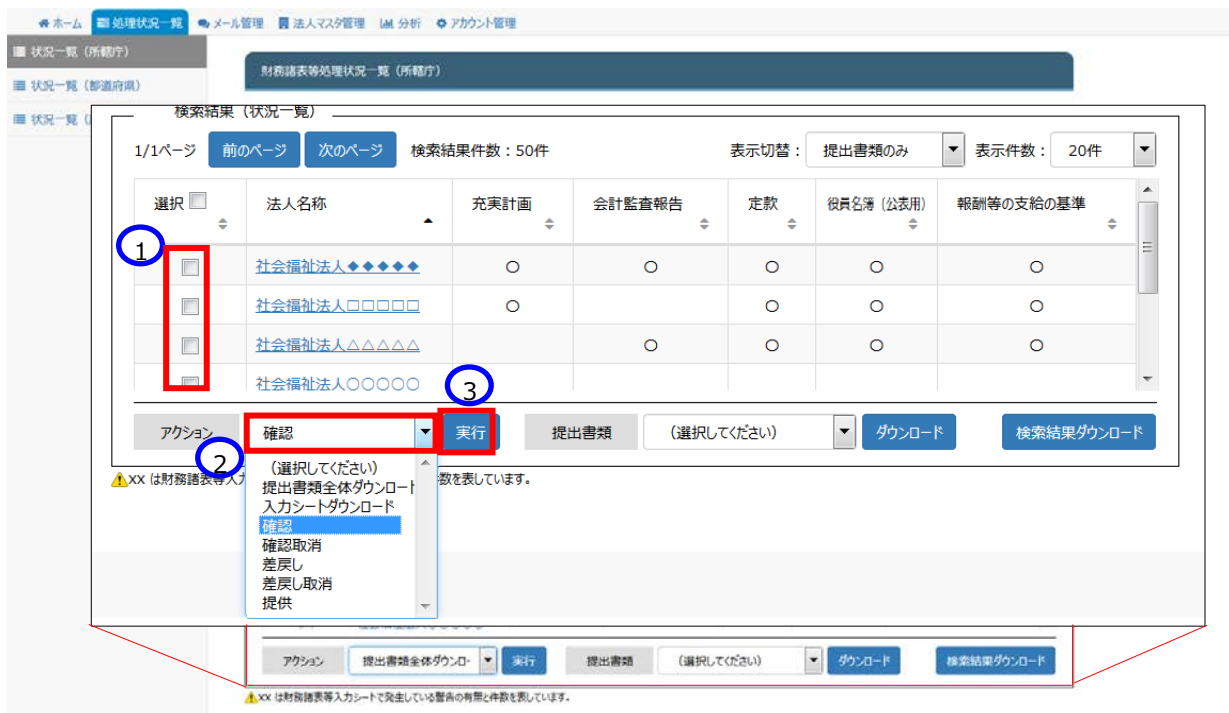 ホーム 処理状況一覧 メール管理 法人マスタ管理 分析 アカウント管理
状況一覧（所轄庁）
状況一覧（都道府県）
状況一覧（
財務諸表等処理状況一覧（所轄庁）
検索結果（状況一覧）
1/1ページ 前のページ 次のページ 検索結果件数：50件 表示切替： 提出書類のみ 表示件数： 20件
選択 法人名称 充実計画 会計監査報告 定款 役員名簿（公表用） 報酬等の支給の基準
1
社会福祉法人◆◆◆◆◆ ○ ○ ○ ○ ○
社会福祉法人□□□□□ ○ ○ ○ ○
社会福祉法人△△△△△ ○ ○ ○ ○
社会福祉法人○○○○○
3
アクション 確認 実行 提出書類 （選択してください） ダウンロード 検索結果ダウンロード
2
（選択してください）
提出書類全体ダウンロード
入力シートダウンロード
確認
確認取消
差戻し
差戻し取消
提供
xx は財務諸表等入 数を表しています。
アクション 提出書類全体ダウンロ- 実行 提出書類 （選択してください） ダウンロード 検索結果ダウンロード
xx は財務諸表等入力シートで発生している警告の有無と件数を表しています。